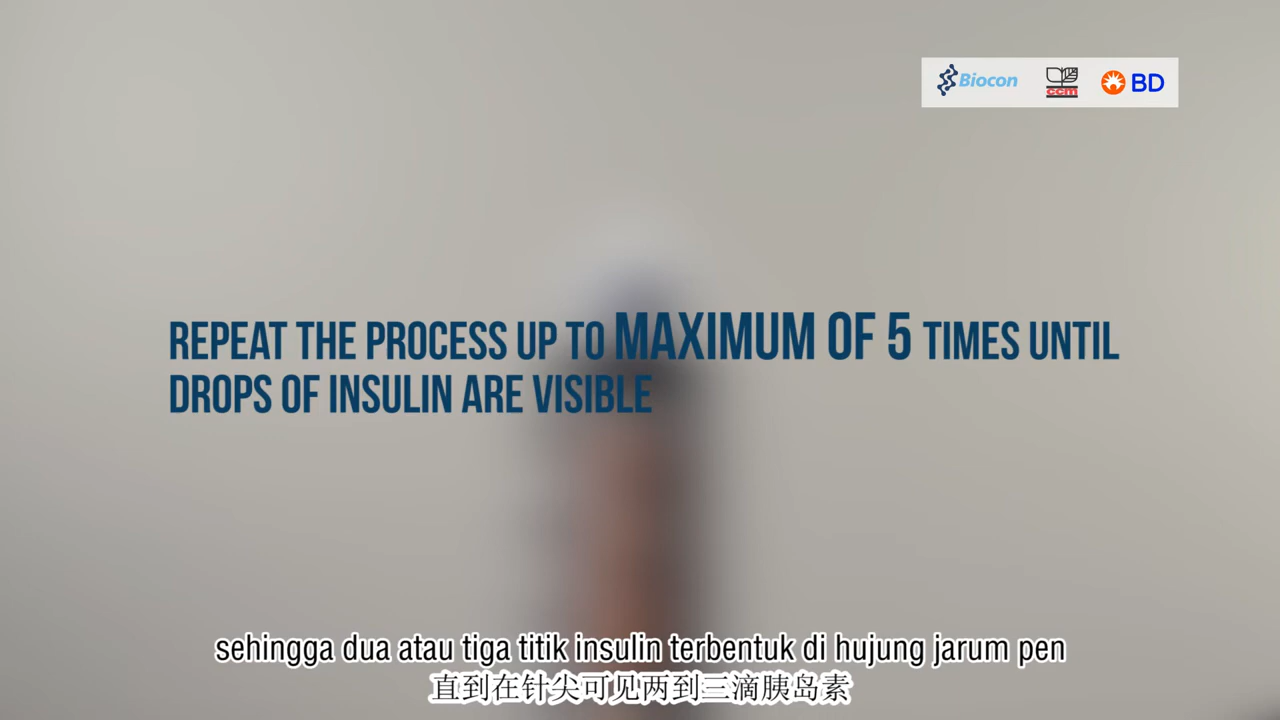 Biocon
ccm
BD
REPEAT THE PROCESS UP TO MAXIMUM OF 5 TIMES UNTIL
DROPS OF INSULIN ARE VISIBLE
sehingga dua atau tiga titik insulin terbentuk di hujung jarum pen
直到在针尖可见两到三滴胰岛素